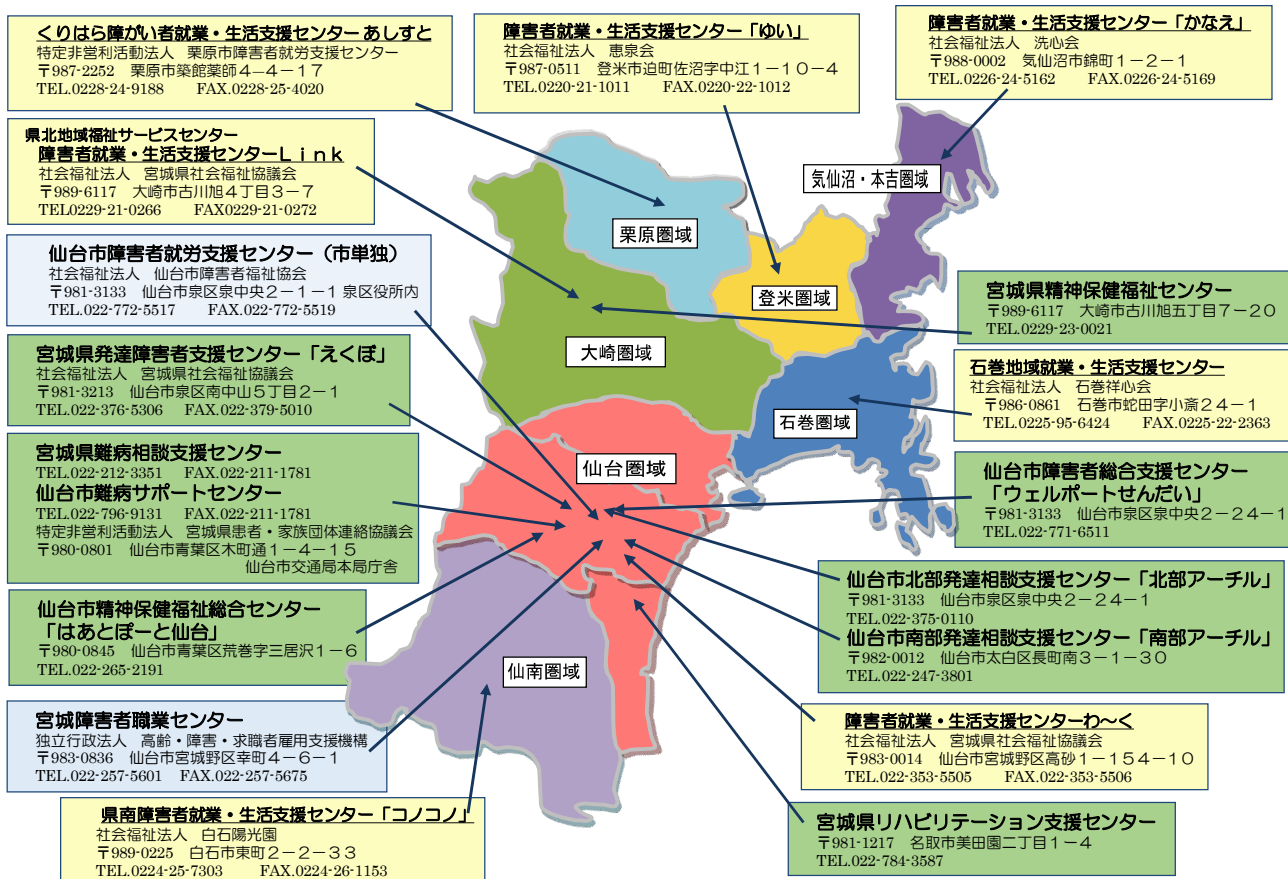 くりはら障がい者就業・生活支援センター あしすと
特定非営利活動法人　栗原市障害者就労支援センター
〒987-2252　栗原市築館薬師４−４−１７
TEL.0228-24-9188　FAX.0228-25-4020
障害者就業・生活支援センター「ゆい」
社会福祉法人　恵泉会
〒987-0511　登米市迫町佐沼字中江１−１０−４
TEL.0220-21-1011　FAX.0220-22-1012
障害者就業・生活支援センター「かなえ」
社会福祉法人　洗心会
〒988-0002　気仙沼市錦町１−２−１
TEL.0226-24-5162　FAX.0226-24-5169
県北地域福祉サービスセンター
障害者就業・生活支援センターＬｉｎｋ
社会福祉法人　宮城県社会福祉協議会
〒989-6117　大崎市古川旭４丁目３−７
TEL0229-21-0266　FAX0229-21-0272
仙台市障害者就労支援センター（市単独）
社会福祉法人　仙台市障害者福祉協会
〒981-3133　仙台市泉区泉中央２−１−１ 泉区役所内
TEL.022-772-5517　FAX.022-772-5519
宮城県発達障害者支援センター「えくぼ」
社会福祉法人　宮城県社会福祉協議会
〒981-3213　仙台市泉区南中山５丁目２−１
TEL.022-376-5306　FAX.022-379-5010
宮城県難病相談支援センター
TEL.022-212-3351　FAX.022-211-1781
仙台市難病サポートセンター
TEL.022-796-9131　FAX.022-211-1781
特定非営利活動法人　宮城県患者・家族団体連絡協議会
〒980-0801　仙台市青葉区木町通１−４−１５
仙台市交通局本局庁舎
仙台市精神保健福祉総合センター
「はあとぽーと仙台」
〒980-0845　仙台市青葉区荒巻字三居沢１−６
TEL.022-265-2191
宮城障害者職業センター
独立行政法人　高齢・障害・求職者雇用支援機構
〒983-0836　仙台市宮城野区幸町４−６−１
TEL.022-257-5601　FAX.022-257-5675
県南障害者就業・生活支援センター「コノコノ」
社会福祉法人　白石陽光園
〒989-0225　白石市東町２−２−３３
TEL.0224-25-7303　FAX.0224-26-1153
気仙沼・本吉圏域
栗原圏域
登米圏域
大崎圏域
石巻圏域
仙台圏域
仙南圏域
宮城県精神保健福祉センター
〒989-6117　大崎市古川旭五丁目７−２０
TEL.0229-23-0021
石巻地域就業・生活支援センター
社会福祉法人　石巻祥心会
〒986-0861　石巻市蛇田字小斎２４−１
TEL.0225-95-6424　FAX.0225-22-2363
仙台市障害者総合支援センター
「ウェルポートせんだい」
〒981-3133　仙台市泉区泉中央２−２４−１
TEL.022-771-6511
仙台市北部発達相談支援センター「北部アーチル」
〒981-3133　仙台市泉区泉中央２−２４−１
TEL.022-375-0110
仙台市南部発達相談支援センター「南部アーチル」
〒982-0012　仙台市太白区長町南３−１−３０
TEL.022-247-3801
障害者就業・生活支援センターわ〜く
社会福祉法人　宮城県社会福祉協議会
〒983-0014　仙台市宮城野区高砂１−１５４−１０
TEL.022-353-5505　FAX.022-353-5506
宮城県リハビリテーション支援センター
〒981-1217　名取市美田園二丁目１−４
TEL.022-784-3587